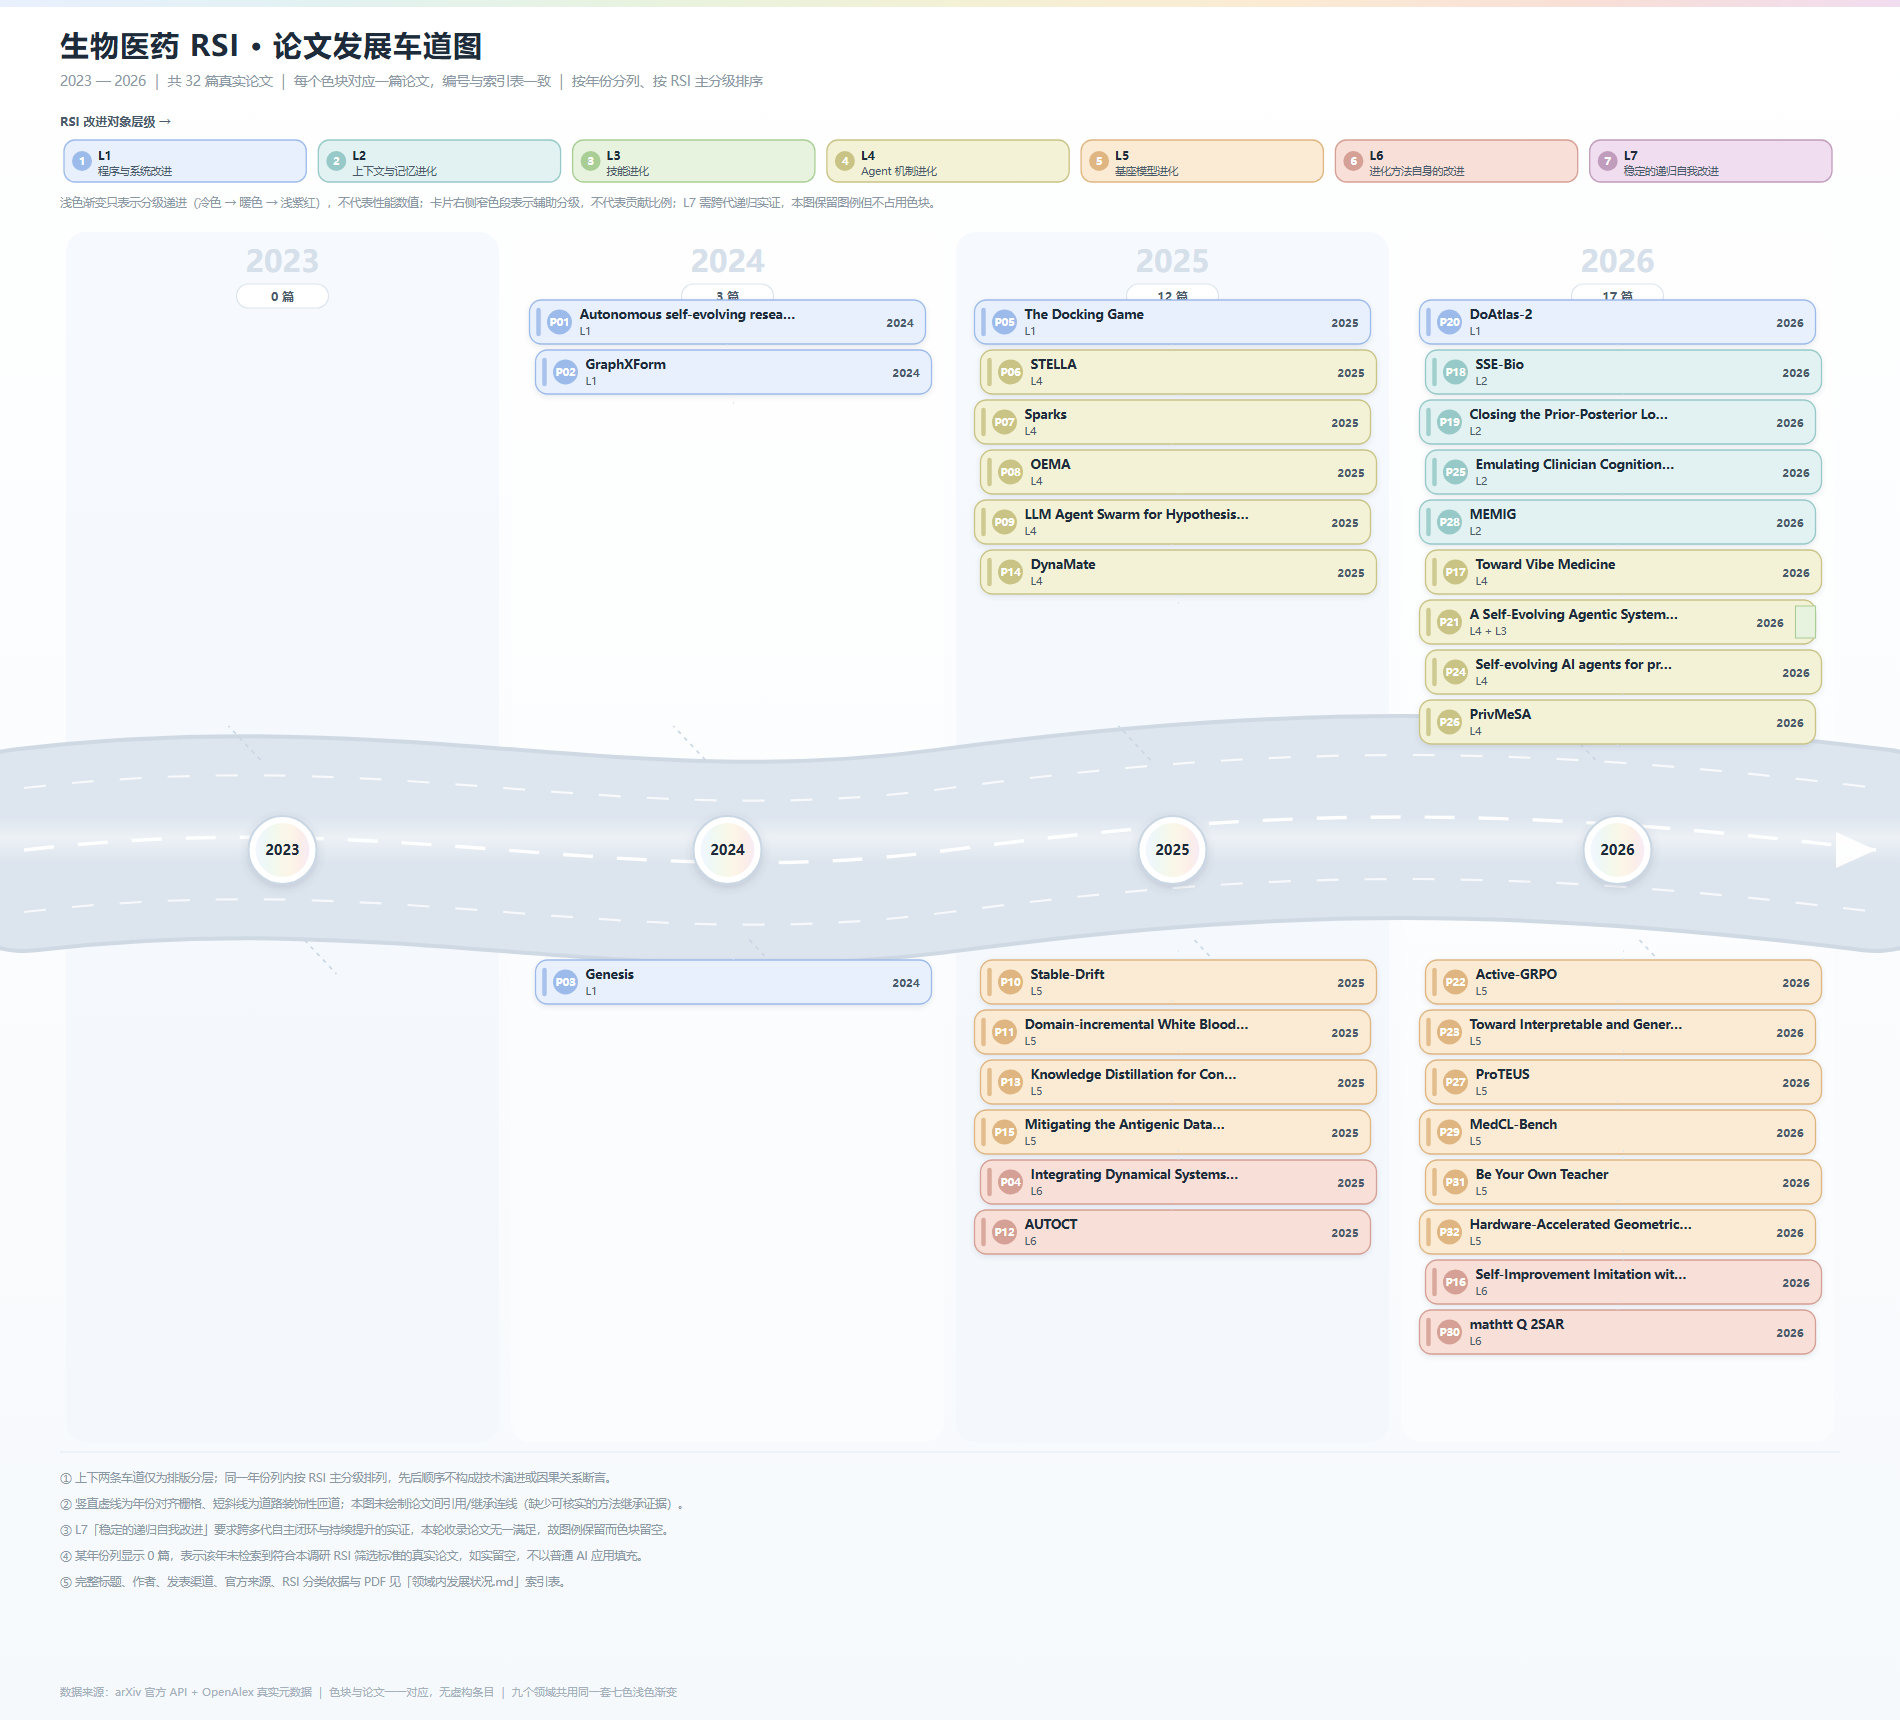 生物医药 RSI · 论文发展车道图
2023 — 2026 | 共 32 篇真实论文 | 每个色块对应一篇论文，编号与索引表一致 | 按年份分列、按 RSI 主分级排序
RSI 改进对象层级 →
1 L1
程序与系统改进
2 L2
上下文与记忆进化
3 L3
技能进化
4 L4
Agent 机制进化
5 L5
基座模型进化
6 L6
进化方法自身的改进
7 L7
稳定的递归自我改进
浅色渐变只表示分级递进（冷色 → 暖色 → 浅紫红），不代表性能数值；卡片右侧窄色段表示辅助分级，不代表贡献比例；L7 需跨代递归实证，本图保留图例但不占用色块。
2023
0 篇
2024
3 篇
P01 Autonomous self-evolving resea... 2024
L1
P02 GraphXForm 2024
L1
2025
12 篇
P05 The Docking Game 2025
L1
P06 STELLA 2025
L4
P07 Sparks 2025
L4
P08 OEMA 2025
L4
P09 LLM Agent Swarm for Hypothesis... 2025
L4
P14 DynaMate 2025
L4
2026
17 篇
P20 DoAtlas-2 2026
L1
P18 SSE-Bio 2026
L2
P19 Closing the Prior-Posterior Lo... 2026
L2
P25 Emulating Clinician Cognition... 2026
L2
P28 MEMIG 2026
L2
P17 Toward Vibe Medicine 2026
L4
P21 A Self-Evolving Agentic System... 2026
L4 + L3
P24 Self-evolving AI agents for pr... 2026
L4
P26 PrivMeSA 2026
L4
2023
2024
2025
2026
P03 Genesis 2024
L1
P10 Stable-Drift 2025
L5
P11 Domain-incremental White Blood... 2025
L5
P13 Knowledge Distillation for Con... 2025
L5
P15 Mitigating the Antigenic Data... 2025
L5
P04 Integrating Dynamical Systems... 2025
L6
P12 AUTOCT 2025
L6
P22 Active-GRPO 2026
L5
P23 Toward Interpretable and Gener... 2026
L5
P27 ProTEUS 2026
L5
P29 MedCL-Bench 2026
L5
P31 Be Your Own Teacher 2026
L5
P32 Hardware-Accelerated Geometric... 2026
L5
P16 Self-Improvement Imitation wit... 2026
L6
P30 mathtt Q 2SAR 2026
L6
① 上下两条车道仅为排版分层；同一年份列内按 RSI 主分级排列，先后顺序不构成技术演进或因果关系断言。
② 竖直虚线为年份对齐栅格、短斜线为道路装饰性匝道；本图未绘制论文间引用/继承连线（缺少可核实的方法继承证据）。
③ L7「稳定的递归自我改进」要求跨多代自主闭环与持续提升的实证，本轮收录论文无一满足，故图例保留而色块留空。
④ 某年份列显示 0 篇，表示该年未检索到符合本调研 RSI 筛选标准的真实论文，如实留空，不以普通 AI 应用填充。
⑤ 完整标题、作者、发表渠道、官方来源、RSI 分类依据与 PDF 见「领域内发展状况.md」索引表。
数据来源：arXiv 官方 API + OpenAlex 真实元数据 | 色块与论文一一对应，无虚构条目 | 九个领域共用同一套七色浅色渐变